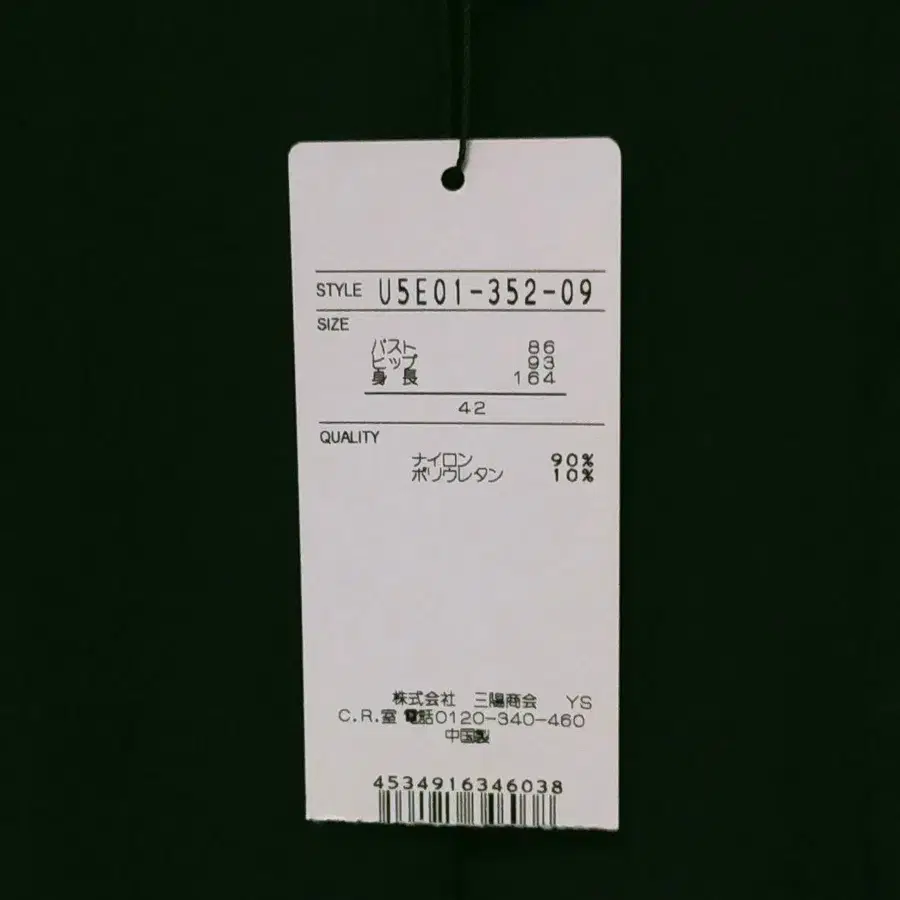 STYLE U5E01-352-09
SIZE
バスト 86
ヒップ 93
身長 164
42
QUALITY
ナイロン 90%
ポリウレタン 10%
株式会社 三陽商会 YS
C.R.室 電話0120-340-460
中国製
4534916346038